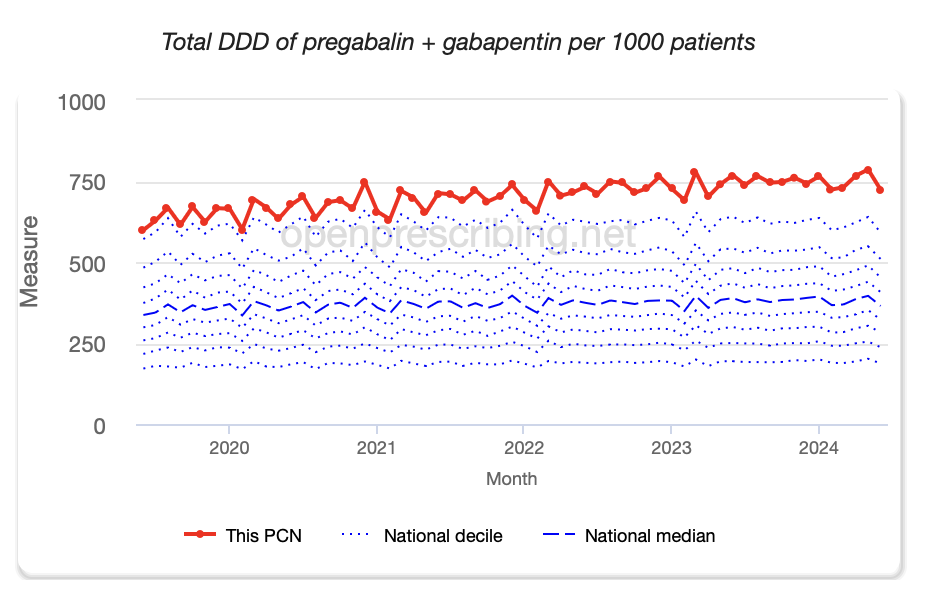 Total DDD of pregabalin + gabapentin per 1000 patients
1000
750
500
250
0
Measure
openprescribing.net
2020 2021 2022 2023 2024
Month
This PCN National decile National median